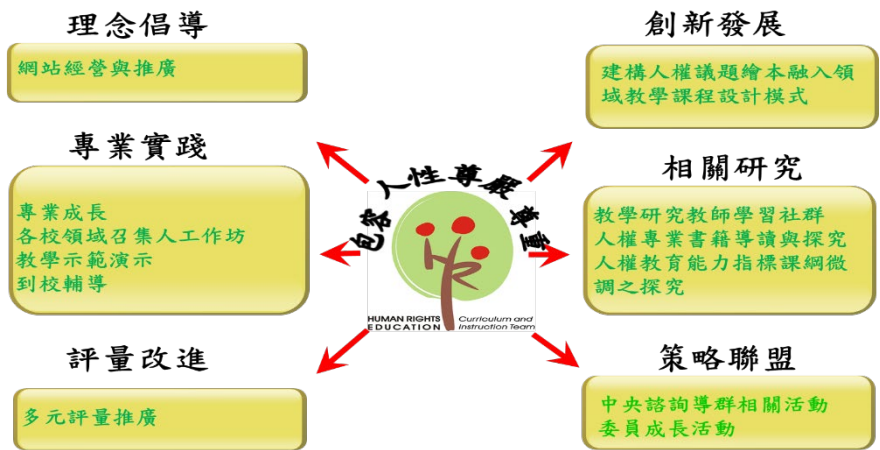 理念倡導
網站經營與推廣
專業實踐
專業成長
各校領域召集人工作坊
教學示範演示
到校輔導
評量改進
多元評量推廣
包容 人性尊嚴 尊重
HUMAN RIGHTS Curriculum and
EDUCATION Instruction Team
創新發展
建構人權議題繪本融入領
域教學課程設計模式
相關研究
教學研究教師學習社群
人權專業書籍導讀與探究
人權教育能力指標課綱微
調之探究
策略聯盟
中央諮詢導群相關活動
委員成長活動